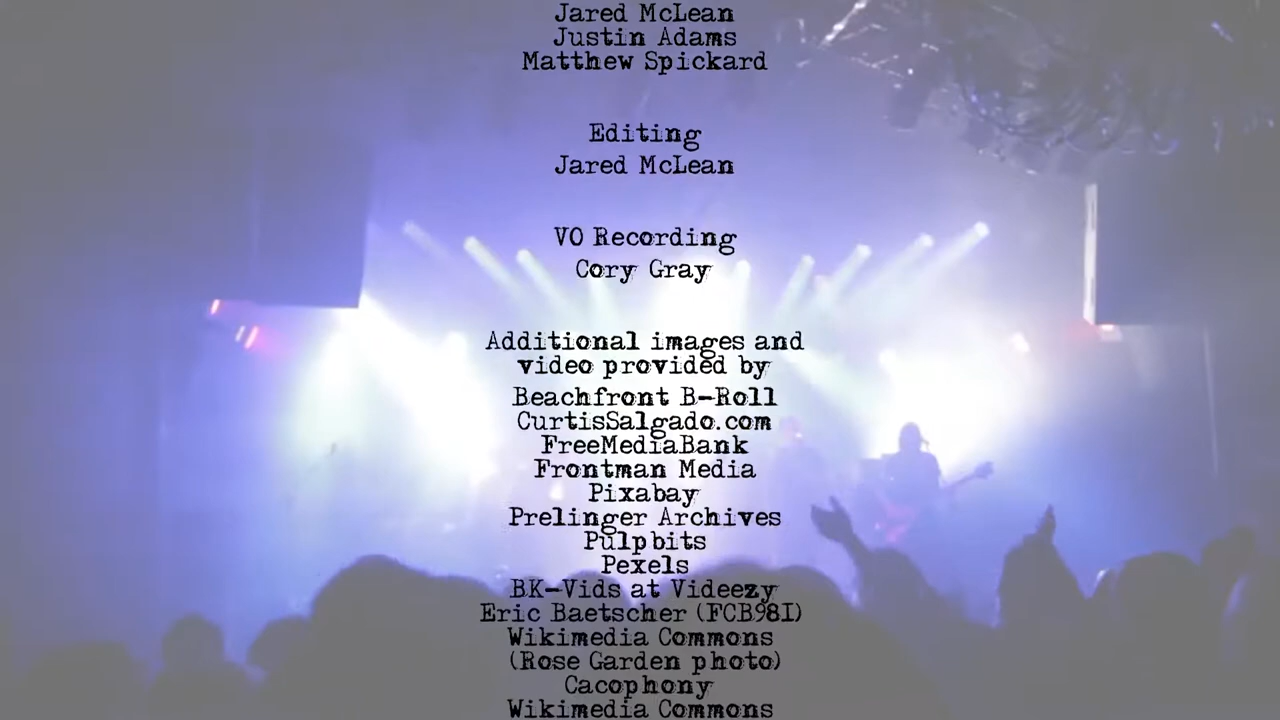 Jared McLean
Justin Adams
Matthew Spickard
Editing
Jared McLean
VO Recording
Cory Gray
Additional images and
video provided by
Beachfront B-Roll
CurtisSalgado.com
FreeMediaBank
Frontman Media
Pixabay
Prelinger Archives
Pulpbits
Pexels
BK-Vids at Videezy
Eric Baetscher (FCB981)
Wikimedia Commons
(Rose Garden photo)
Cacophony
Wikimedia Commons